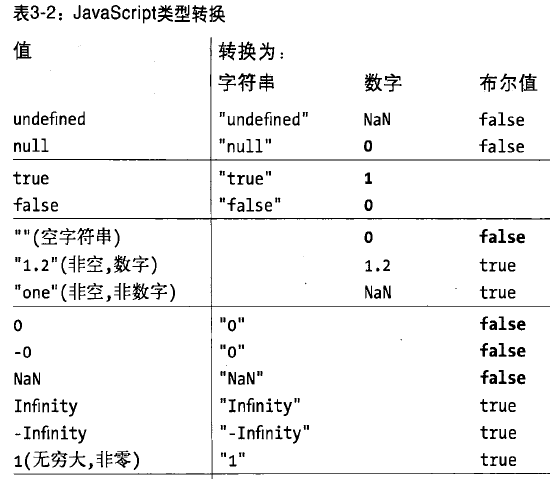 表3-2：JavaScript类型转换
值 转换为：
字符串 数字 布尔值
undefined "undefined" NaN false
null "null" 0 false
true "true" 1
false "false" 0
""(空字符串) 0 false
"1.2"(非空,数字) 1.2 true
"one"(非空,非数字) NaN true
0 "0" false
-0 "0" false
NaN "NaN" false
Infinity "Infinity" true
-Infinity "-Infinity" true
1(无穷大,非零) "1" true